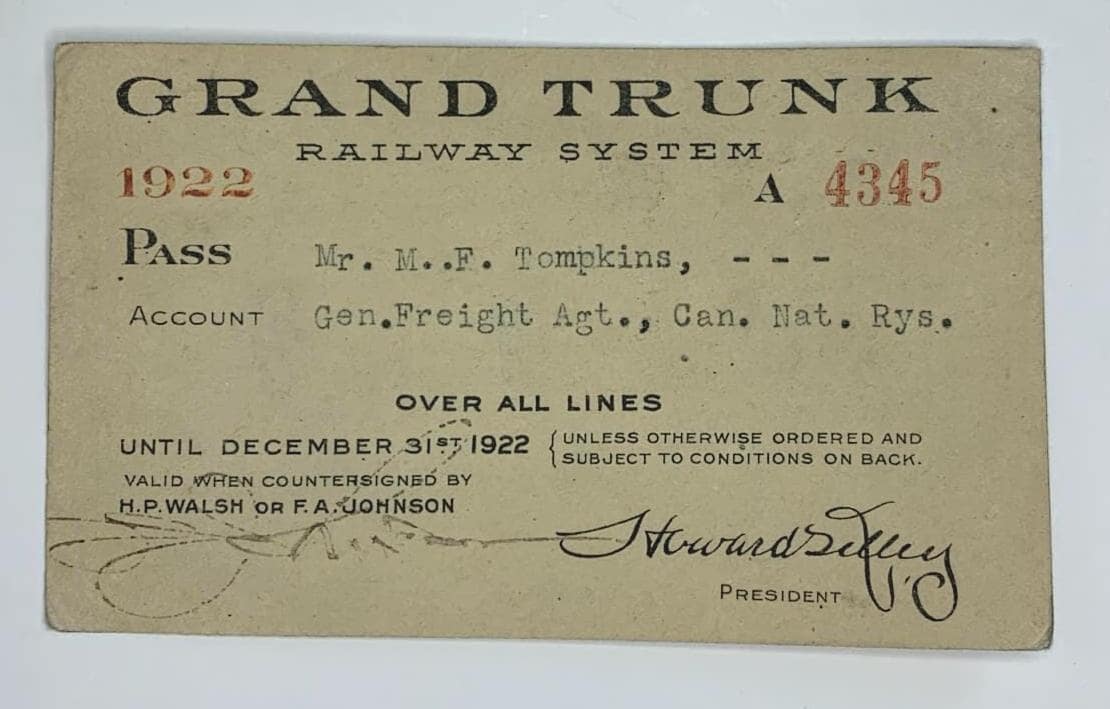 GRAND TRUNK
RAILWAY SYSTEM
1922
A 4345
PASS Mr. M..F. Tompkins, - - -
ACCOUNT Gen.Freight Agt., Can. Nat. Rys.
OVER ALL LINES
UNTIL DECEMBER 31ST 1922 { UNLESS OTHERWISE ORDERED AND
SUBJECT TO CONDITIONS ON BACK.
VALID WHEN COUNTERSIGNED BY
H.P.WALSH OR F.A.JOHNSON
Howard G. Kelley
PRESIDENT